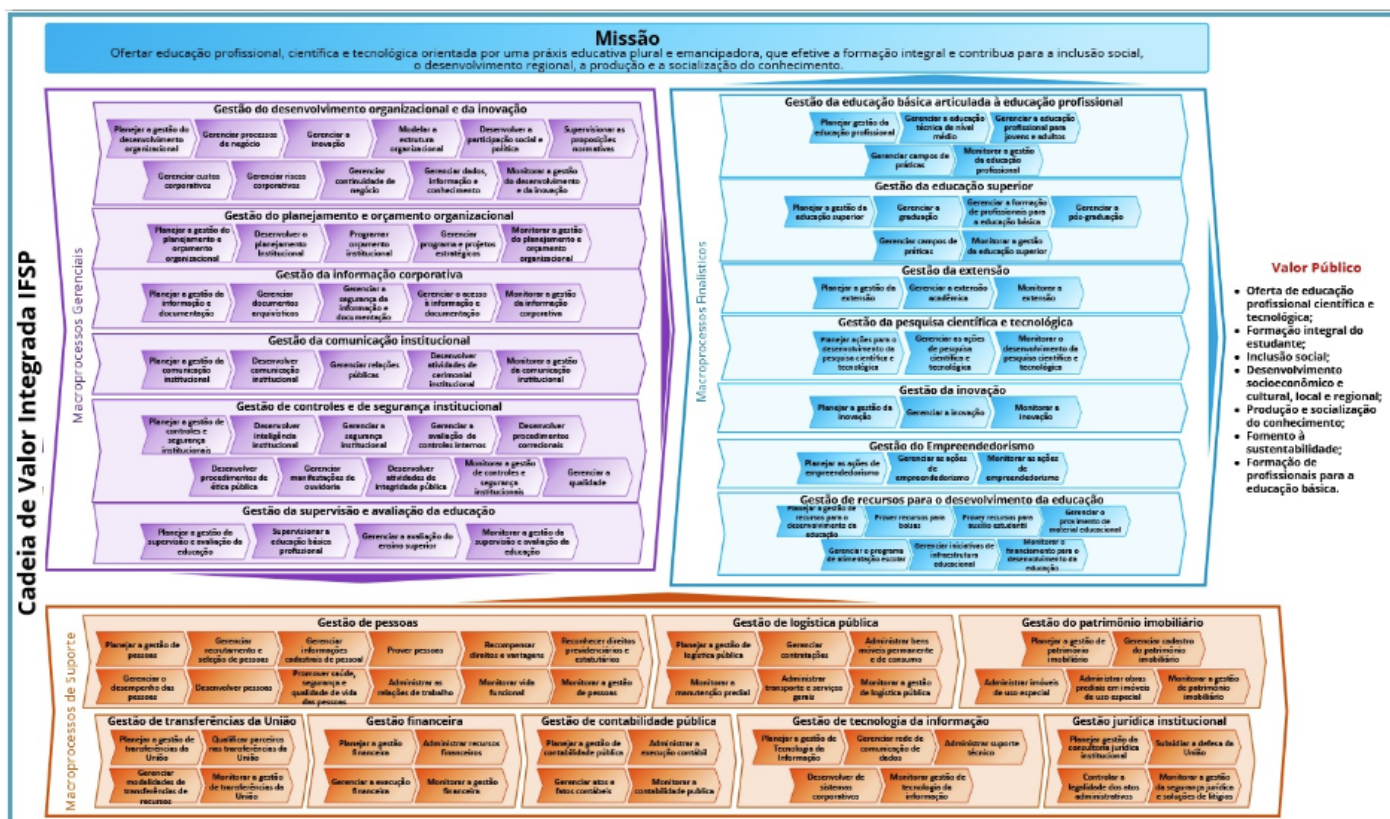 Cadeia de Valor Integrada IFSP
Missão
Ofertar educação profissional, científica e tecnológica orientada por uma práxis educativa plural e emancipadora, que efetive a formação integral e contribua para a inclusão social,
o desenvolvimento regional, a produção e a socialização do conhecimento.
Macroprocessos Gerenciais
Gestão do desenvolvimento organizacional e da inovação
Planejar a gestão do
desenvolvimento
organizacional
Gerenciar processos
de negócio
Gerenciar a
inovação
Modelar a
estrutura
organizacional
Desenvolver a
participação social e
política
Supervisionar as
proposições
normativas
Gerenciar custos
corporativos
Gerenciar riscos
corporativos
Gerenciar
continuidade de
negócio
Gerenciar dados,
informação e
conhecimento
Monitorar a gestão
do desenvolvimento
e da inovação
Gestão do planejamento e orçamento organizacional
Planejar a gestão do
planejamento e
orçamento
organizacional
Desenvolver o
planejamento
Institucional
Programar
orçamento
institucional
Gerenciar
programa e projetos
estratégicos
Monitorar a gestão
do planejamento e
orçamento
organizacional
Gestão da informação corporativa
Planejar a gestão da
informação e
documentação
Gerenciar
documentos
arquivísticos
Gerenciar a
segurança da
informação e
documentação
Gerenciar o acesso
à informação e
documentação
Monitorar a gestão
da informação
corporativa
Gestão da comunicação institucional
Planejar a gestão da
comunicação
institucional
Desenvolver
comunicação
institucional
Gerenciar relações
públicas
Desenvolver
atividades de
cerimonial
institucional
Monitorar a gestão
da comunicação
institucional
Gestão de controles e de segurança institucional
Planejar a gestão de
controles e
segurança
institucionais
Desenvolver
inteligência
institucional
Gerenciar a
segurança
institucional
Gerenciar a
avaliação de
controles internos
Desenvolver
procedimentos
correcionais
Desenvolver
procedimentos
de ética pública
Gerenciar
manifestações de
ouvidoria
Desenvolver
atividades de
integridade pública
Monitorar a gestão
de controles e
segurança
institucionais
Gerenciar a
qualidade
Gestão da supervisão e avaliação da educação
Planejar a gestão da
supervisão e avaliação da
educação
Supervisionar a
educação básica
profissional
Gerenciar a avaliação do
ensino superior
Monitorar a gestão da
supervisão e avaliação da
educação
Macroprocessos Finalísticos
Gestão da educação básica articulada à educação profissional
Planejar gestão da
educação profissional
Gerenciar a educação
técnica de nível
médio
Gerenciar a educação
profissional para
jovens e adultos
Gerenciar campos de
práticas
Monitorar a gestão
da educação
profissional
Gestão da educação superior
Planejar a gestão da
educação superior
Gerenciar a
graduação
Gerenciar a formação
de profissionais para
a educação básica
Gerenciar a
pós-graduação
Gerenciar campos de
práticas
Monitorar a gestão
da educação superior
Gestão da extensão
Planejar a gestão da
extensão
Gerenciar a extensão
acadêmica
Monitorar a
extensão
Gestão da pesquisa científica e tecnológica
Planejar ações para o
desenvolvimento da
pesquisa científica e
tecnológica
Gerenciar as ações
de pesquisa
científica e
tecnológica
Monitorar o
desenvolvimento da
pesquisa científica e
tecnológica
Gestão da inovação
Planejar a gestão da
inovação
Gerenciar a inovação
Monitorar a
inovação
Gestão do Empreendedorismo
Planejar as ações de
empreendedorismo
Gerenciar as ações
de
empreendedorismo
Monitorar as ações
de
empreendedorismo
Gestão de recursos para o desevolvimento da educação
Planejar a gestão de
recursos para o
desenvolvimento da
educação
Prover recursos para
bolsas
Prover recursos para
auxílio estudantil
Gerenciar o
provimento de
material educacional
Gerenciar o programa
de alimentação escolar
Gerenciar iniciativas de
infraestrutura
educacional
Monitorar o
financiamento para o
desenvolvimento da
educação
Valor Público
• Oferta de educação
profissional científica e
tecnológica;
• Formação integral do
estudante;
• Inclusão social;
• Desenvolvimento
socioeconômico e
cultural, local e regional;
• Produção e socialização
do conhecimento;
• Fomento à
sustentabilidade;
• Formação de
profissionais para a
educação básica.
Macroprocessos de Suporte
Gestão de pessoas
Planejar a gestão de
pessoas
Gerenciar
recrutamento e
seleção de pessoas
Gerenciar
informações
cadastrais de pessoal
Prover pessoas
Recompensar
direitos e vantagens
Reconhecer direitos
previdenciários e
estatutários
Gerenciar o
desempenho das
pessoas
Desenvolver pessoas
Promover saúde,
segurança e
qualidade de vida
das pessoas
Administrar as
relações de trabalho
Monitorar vida
funcional
Monitorar a gestão
de pessoas
Gestão de logística pública
Planejar a gestão de
logística pública
Gerenciar
contratações
Administrar bens
móveis permanente
e de consumo
Monitorar a
manutenção predial
Administrar
transporte e serviços
gerais
Monitorar a gestão
de logística pública
Gestão do patrimônio imobiliário
Planejar a gestão de
patrimônio
imobiliário
Gerenciar cadastro
do patrimônio
imobiliário
Administrar imóveis
de uso especial
Administrar obras
prediais em imóveis
de uso especial
Monitorar a gestão
de patrimônio
imobiliário
Gestão de transferências da União
Planejar a gestão de
transferências da
União
Qualificar parceiros
nas transferências da
União
Gerenciar
modalidades de
transferências de
recursos
Monitorar a gestão
de transferências da
União
Gestão financeira
Planejar a gestão
financeira
Administrar recursos
financeiros
Gerenciar a execução
financeira
Monitorar a gestão
financeira
Gestão de contabilidade pública
Planejar a gestão de
contabilidade pública
Administrar a
execução contábil
Gerenciar atos e
fatos contábeis
Monitorar a
contabilidade publica
Gestão de tecnologia da informação
Planejar a gestão de
Tecnologia da
Informação
Gerenciar rede de
comunicação de
dados
Administrar suporte
técnico
Desenvolver de
sistemas
corporativos
Monitorar gestão de
tecnologia da
informação
Gestão jurídica institucional
Planejar gestão da
consultoria jurídica
institucional
Subsidiar a defesa da
União
Controlar a
legalidade dos atos
administrativos
Monitorar a gestão
da segurança jurídica
e soluções de litígios